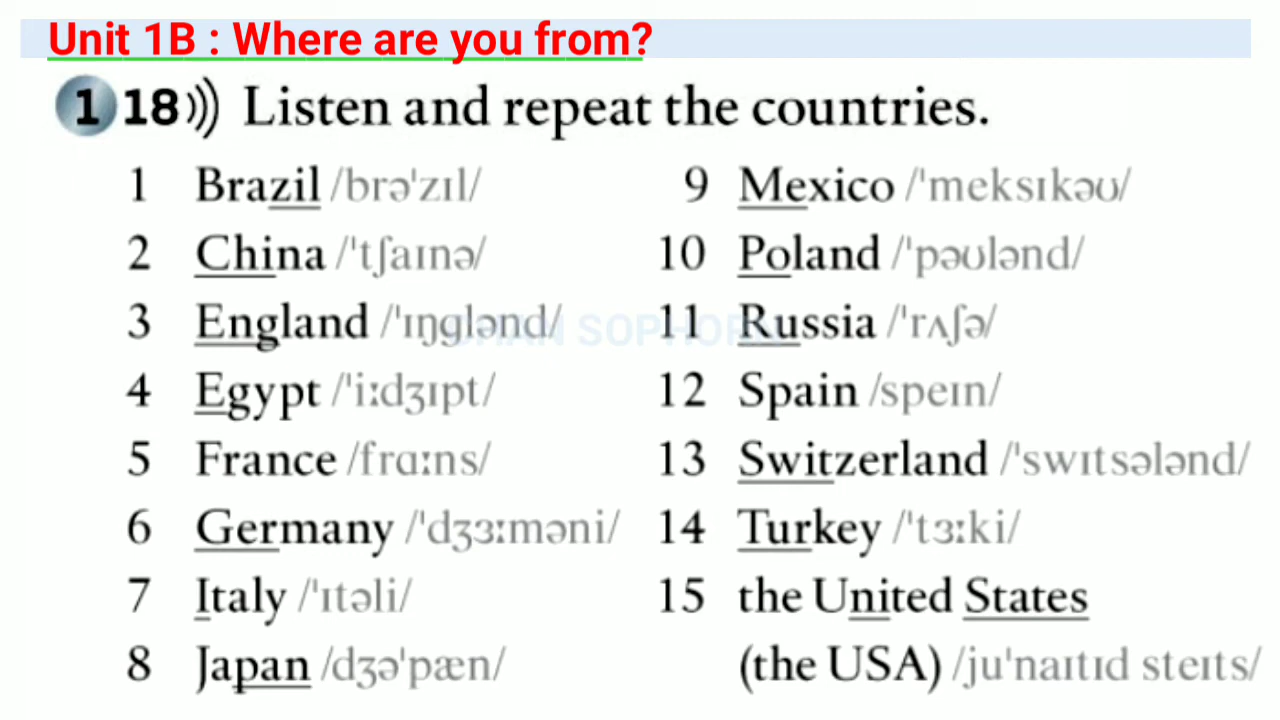 Unit 1B : Where are you from?
1 18 Listen and repeat the countries.
1 Brazil /brəˈzɪl/
2 China /ˈtʃaɪnə/
3 England /ˈɪŋglənd/
4 Egypt /ˈiːdʒɪpt/
5 France /frɑːns/
6 Germany /ˈdʒɜːməni/
7 Italy /ˈɪtəli/
8 Japan /dʒəˈpæn/
9 Mexico /ˈmeksɪkəʊ/
10 Poland /ˈpəʊlənd/
11 Russia /ˈrʌʃə/
12 Spain /speɪn/
13 Switzerland /ˈswɪtsələnd/
14 Turkey /ˈtɜːki/
15 the United States
(the USA) /juˈnaɪtɪd steɪts/